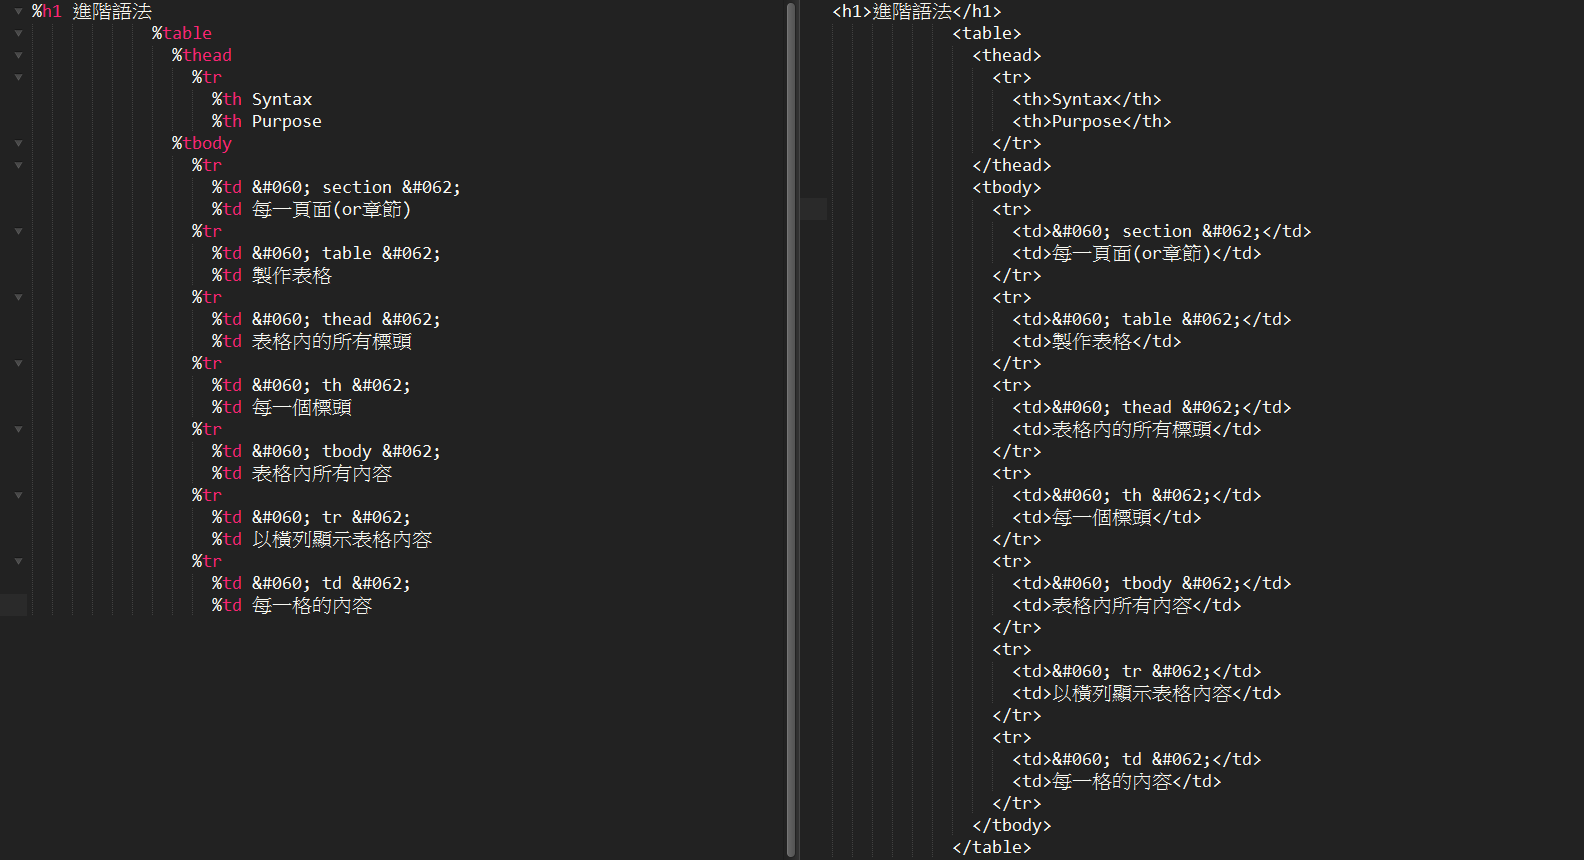 %h1 進階語法
%table
%thead
%tr
%th Syntax
%th Purpose
%tbody
%tr
%td &#060; section &#062;
%td 每一頁面(or章節)
%tr
%td &#060; table &#062;
%td 製作表格
%tr
%td &#060; thead &#062;
%td 表格內的所有標頭
%tr
%td &#060; th &#062;
%td 每一個標頭
%tr
%td &#060; tbody &#062;
%td 表格內所有內容
%tr
%td &#060; tr &#062;
%td 以橫列顯示表格內容
%tr
%td &#060; td &#062;
%td 每一格的內容
<h1>進階語法</h1>
<table>
<thead>
<tr>
<th>Syntax</th>
<th>Purpose</th>
</tr>
</thead>
<tbody>
<tr>
<td>&#060; section &#062;</td>
<td>每一頁面(or章節)</td>
</tr>
<tr>
<td>&#060; table &#062;</td>
<td>製作表格</td>
</tr>
<tr>
<td>&#060; thead &#062;</td>
<td>表格內的所有標頭</td>
</tr>
<tr>
<td>&#060; th &#062;</td>
<td>每一個標頭</td>
</tr>
<tr>
<td>&#060; tbody &#062;</td>
<td>表格內所有內容</td>
</tr>
<tr>
<td>&#060; tr &#062;</td>
<td>以橫列顯示表格內容</td>
</tr>
<tr>
<td>&#060; td &#062;</td>
<td>每一格的內容</td>
</tr>
</tbody>
</table>